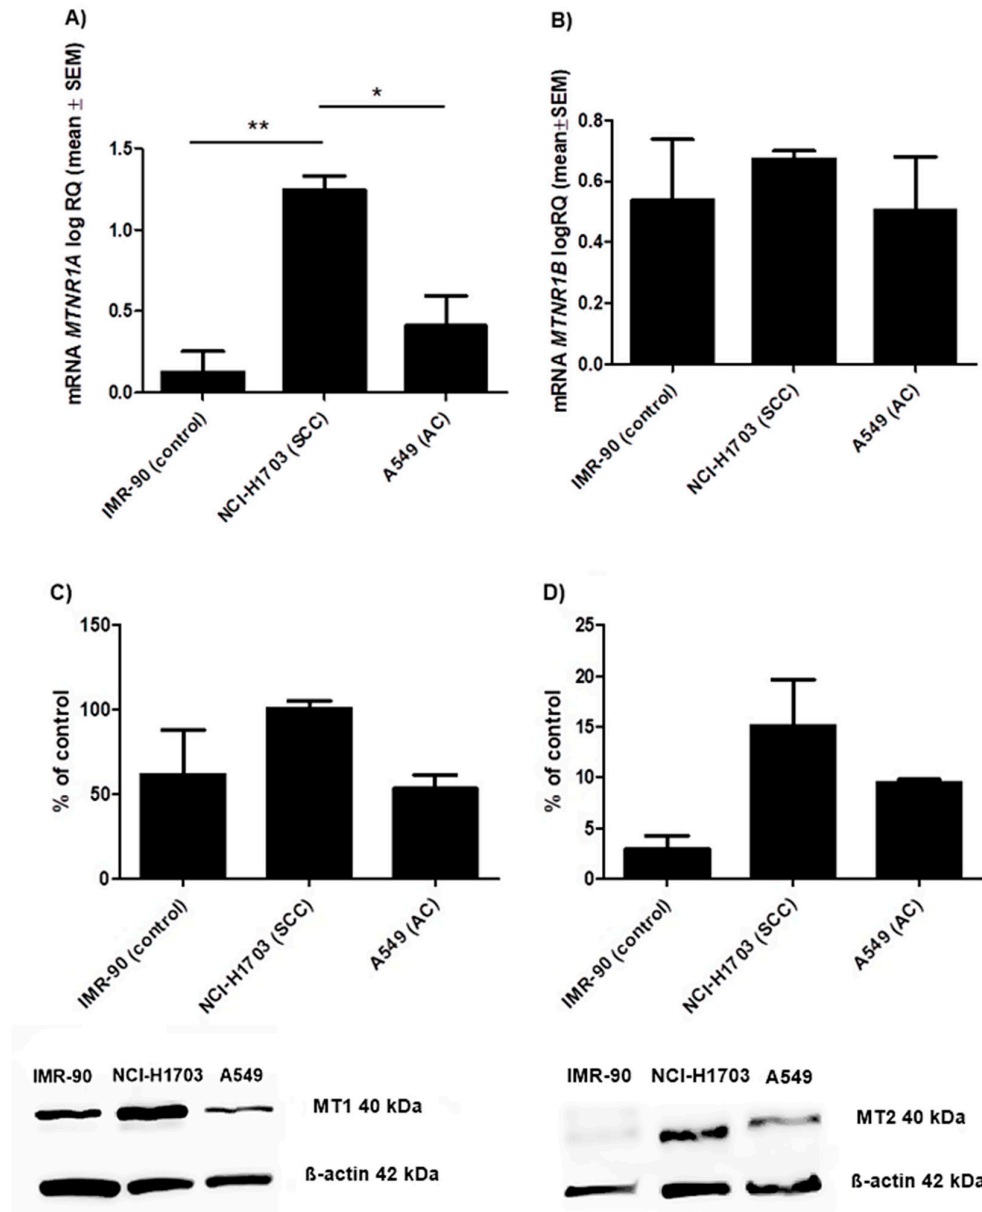 A)
mRNA MTNR1A log RQ (mean ± SEM)
1.5
1.0
0.5
0.0
**
*
IMR-90 (control)
NCI-H1703 (SCC)
A549 (AC)
B)
mRNA MTNR1B logRQ (mean±SEM)
0.8
0.6
0.4
0.2
0.0
IMR-90 (control)
NCI-H1703 (SCC)
A549 (AC)
C)
% of control
150
100
50
0
IMR-90 (control)
NCI-H1703 (SCC)
A549 (AC)
IMR-90 NCI-H1703 A549
MT1 40 kDa
ß-actin 42 kDa
D)
% of control
25
20
15
10
5
0
IMR-90 (control)
NCI-H1703 (SCC)
A549 (AC)
IMR-90 NCI-H1703 A549
MT2 40 kDa
ß-actin 42 kDa